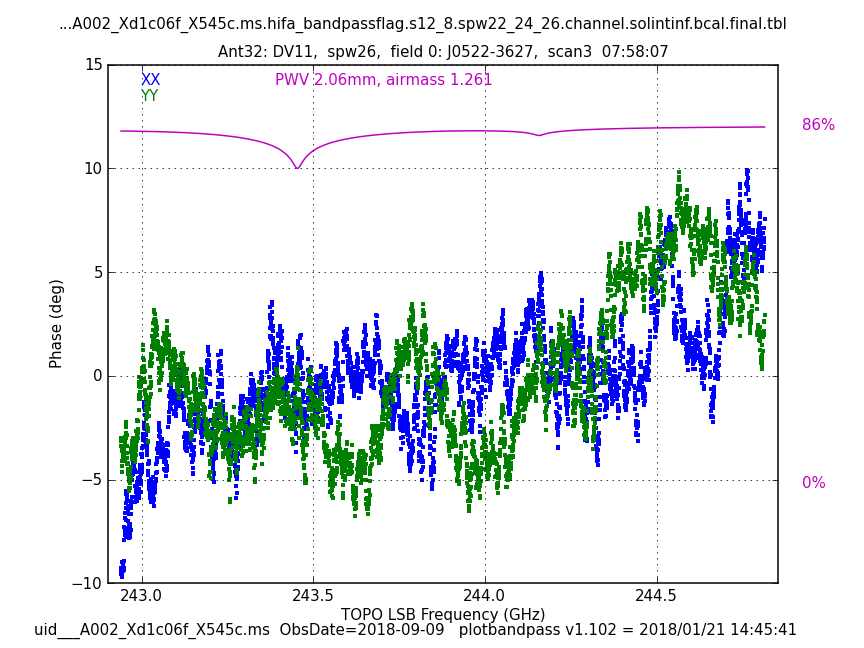 ...A002_Xd1c06f_X545c.ms.hifa_bandpassflag.s12_8.spw22_24_26.channel.solintinf.bcal.final.tbl
Ant32: DV11,  spw26,  field 0: J0522-3627,  scan3  07:58:07
15
XX PWV 2.06mm, airmass 1.261
YY
86%
10
5
Phase (deg)
0
−5
0%
−10
243.0 243.5 244.0 244.5
TOPO LSB Frequency (GHz)
uid___A002_Xd1c06f_X545c.ms  ObsDate=2018-09-09   plotbandpass v1.102 = 2018/01/21 14:45:41